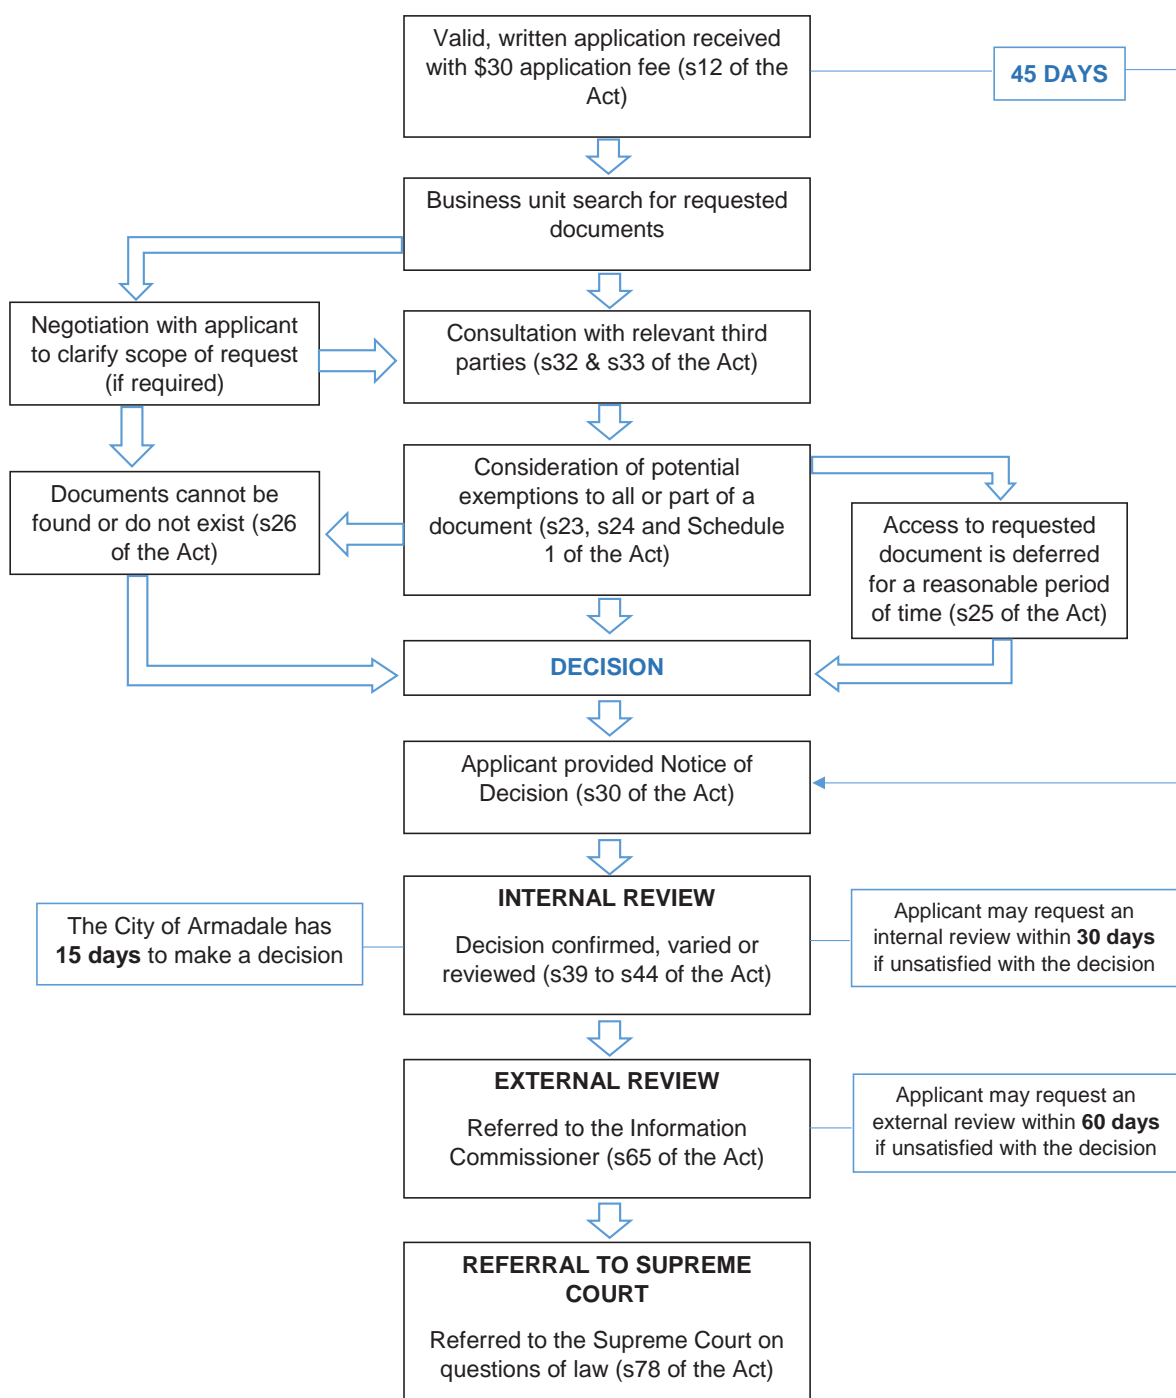 Valid, written application received
with $30 application fee (s12 of the
Act)
45 DAYS
Business unit search for requested
documents
Negotiation with applicant
to clarify scope of request
(if required)
Consultation with relevant third
parties (s32 & s33 of the Act)
Documents cannot be
found or do not exist (s26
of the Act)
Consideration of potential
exemptions to all or part of a
document (s23, s24 and Schedule
1 of the Act)
Access to requested
document is deferred
for a reasonable period
of time (s25 of the Act)
DECISION
Applicant provided Notice of
Decision (s30 of the Act)
The City of Armadale has
15 days to make a decision
INTERNAL REVIEW
Decision confirmed, varied or
reviewed (s39 to s44 of the Act)
Applicant may request an
internal review within 30 days
if unsatisfied with the decision
EXTERNAL REVIEW
Referred to the Information
Commissioner (s65 of the Act)
Applicant may request an
external review within 60 days
if unsatisfied with the decision
REFERRAL TO SUPREME
COURT
Referred to the Supreme Court on
questions of law (s78 of the Act)